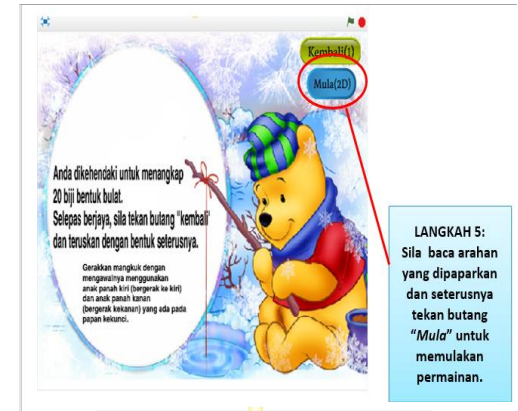 Kembali(1)
Mula(2D)
Anda dikehendaki untuk menangkap
20 biji bentuk bulat.
Selepas berjaya, sila tekan butang "kembali"
dan teruskan dengan bentuk seterusnya.
Gerakkan mangkuk dengan
mengawalnya menggunakan
anak panah kiri (bergerak ke kiri)
dan anak panah kanan
(bergerak kekanan) yang ada pada
papan kekunci.
LANGKAH 5:
Sila baca arahan
yang dipaparkan
dan seterusnya
tekan butang
“Mula” untuk
memulakan
permainan.